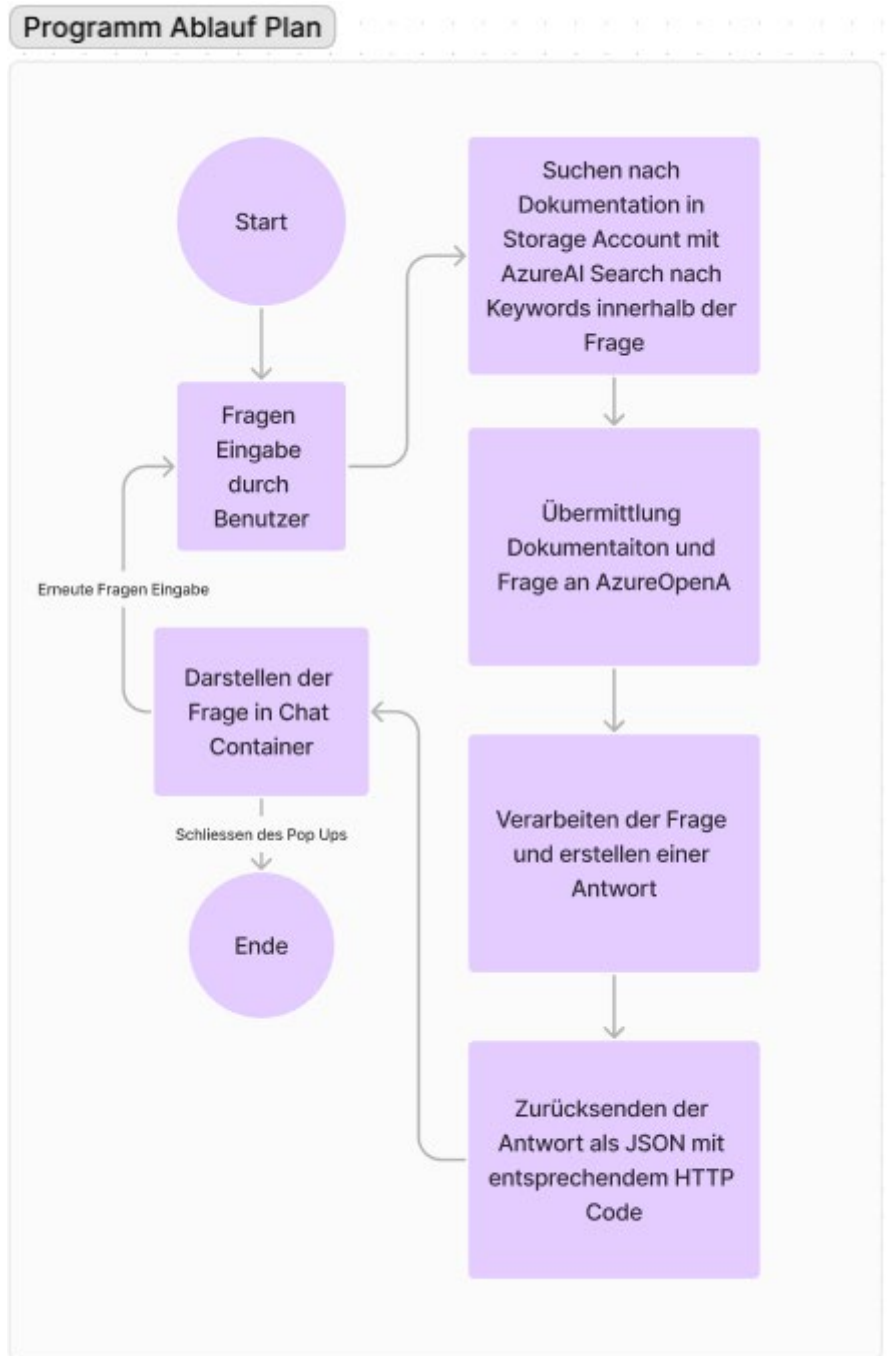 Programm Ablauf Plan
Start
Fragen
Eingabe
durch
Benutzer
Suchen nach
Dokumentation in
Storage Account mit
AzureAI Search nach
Keywords innerhalb der
Frage
Übermittlung
Dokumentaiton und
Frage an AzureOpenA
Verarbeiten der Frage
und erstellen einer
Antwort
Zurücksenden der
Antwort als JSON mit
entsprechendem HTTP
Code
Darstellen der
Frage in Chat
Container
Erneute Fragen Eingabe
Schliessen des Pop Ups
Ende